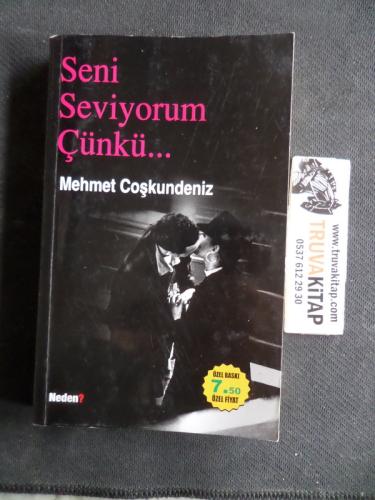 Seni
Seviyorum
Çünkü...
Mehmet Coşkundeniz
ÖZEL BASKI
7.50
ÖZEL FİYAT
Neden?
www.truvakitap.com
TRUVAKİTAP
0537 612 29 30